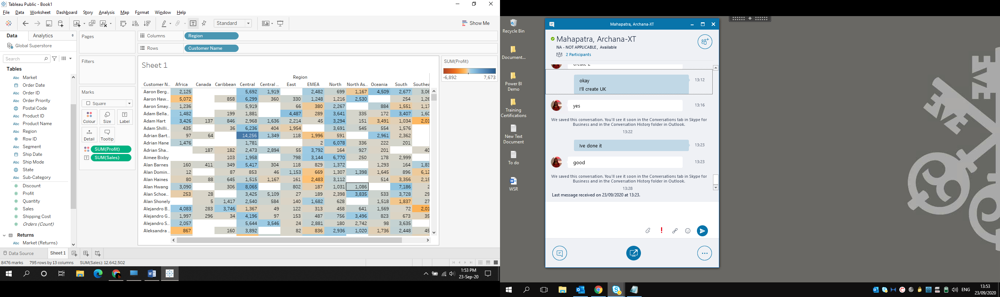 Tableau Public - Book1
File Data Worksheet Dashboard Story Analysis Map Format Window Help
Standard
Show Me
Data Analytics
Global Superstore
Search
Tables
Abc Market
Order Date
Abc Order ID
Abc Order Priority
Postal Code
Abc Product ID
Abc Product Name
Abc Region
Row ID
Abc Segment
Ship Date
Abc Ship Mode
State
Abc Sub-Category
Discount
Profit
Quantity
Sales
Shipping Cost
Orders (Count)
Returns
Abc Market (Returns)
Pages
Filters
Marks
Square
Colour Size Label
Detail Tooltip
SUM(Profit)
SUM(Sales)
Columns Region
Rows Customer Name
Sheet 1
Region
Customer N.. Africa Canada Caribbean Central Central .. East EMEA North North As.. Oceania South Southea
Aaron Berg.. 2,125 5,692 1,919 2,482 699 1,167 4,509 2,677 3,06
Aaron Haw.. 5,072 858 6,299 360 330 1,248 1,216 2,530 254 1,26
Aaron Smay.. 1,236 5,919 66 380 2,267 884 1,551 1,17
Adam Bella.. 1,482 199 1,881 4,487 289 3,641 335 172 3,407 1,60
Adam Hart 3,426 137 846 2,968 1,636 2,214 45 3,294 151 3,491 1,034 2,01
Adam Shilli.. 435 36 6,236 404 1,954 3,691 545 554 1,576
Adrian Bart.. 97 64 14,256 1,349 118 1,996 591 2,961 2,362
Adrian Hane 1,476 1,781 2 6,078 336 222 201
Adrian Sha.. 187 182 2,473 2,894 55 3,792 164 927 201 40
Aimee Bixby 103 1,958 798 3,144 6,770 250 178 2,999
Alan Barnes 160 411 349 5,417 304 118 829 1,372 1,293 164 1,83
Alan Domin.. 12 87 853 46 1,153 669 1,307 1,398 1,645 896 6,12
Alan Haines 80 88 645 1,515 1,167 161 2,483 3,112 514 3,356 2,15
Alan Hwang 3,090 306 8,065 802 187 1,031 1,086 7,186 2
Alan Schoe.. 253 28 3,425 5,109 27 189 2,398 3,835 533 3,728 29
Alan Shonely 5 1,417 2,540 584 140 1,682 628 1,518 1,837 27
Alejandro B.. 4,083 283 3,746 1,367 49 122 313 458 641 1,569 72 2,01
Alejandro G.. 1,997 296 34 4,196 97 153 487 756 3,496 823 673 35
Alejandro S.. 2,057 5,644 3,546 24 2,881 180 2,742 98 3,635
Aleksandra .. 867 160 3,892 82 836 2,936 1,020 1,736 2,448 45
SUM(Profit)
-6,892 7,673
Data Source Sheet 1
8476 marks 795 rows by 13 columns SUM(Sales): 12,642,502
1:53 PM
23-Sep-20
Recycle Bin
Document...
Power BI
Demo
Training
Certifications
New Text
Document
To do
WSR
Mahapatra, Archana-XT
Mahapatra, Archana-XT
NA - NOT APPLICABLE , Available
2 Participants
create 2
okay 13:12
I'll create UK
yes 13:16
We saved this conversation. You'll see it soon in the Conversations tab in Skype for
Business and in the Conversation History folder in Outlook.
13:22
Ive done it 13:23
good 13:23
We saved this conversation. You'll see it soon in the Conversations tab in Skype for
Business and in the Conversation History folder in Outlook.
13:28
Last message received on 23/09/2020 at 13:23.
EVE
EVE
ENG
13:53
23/09/2020